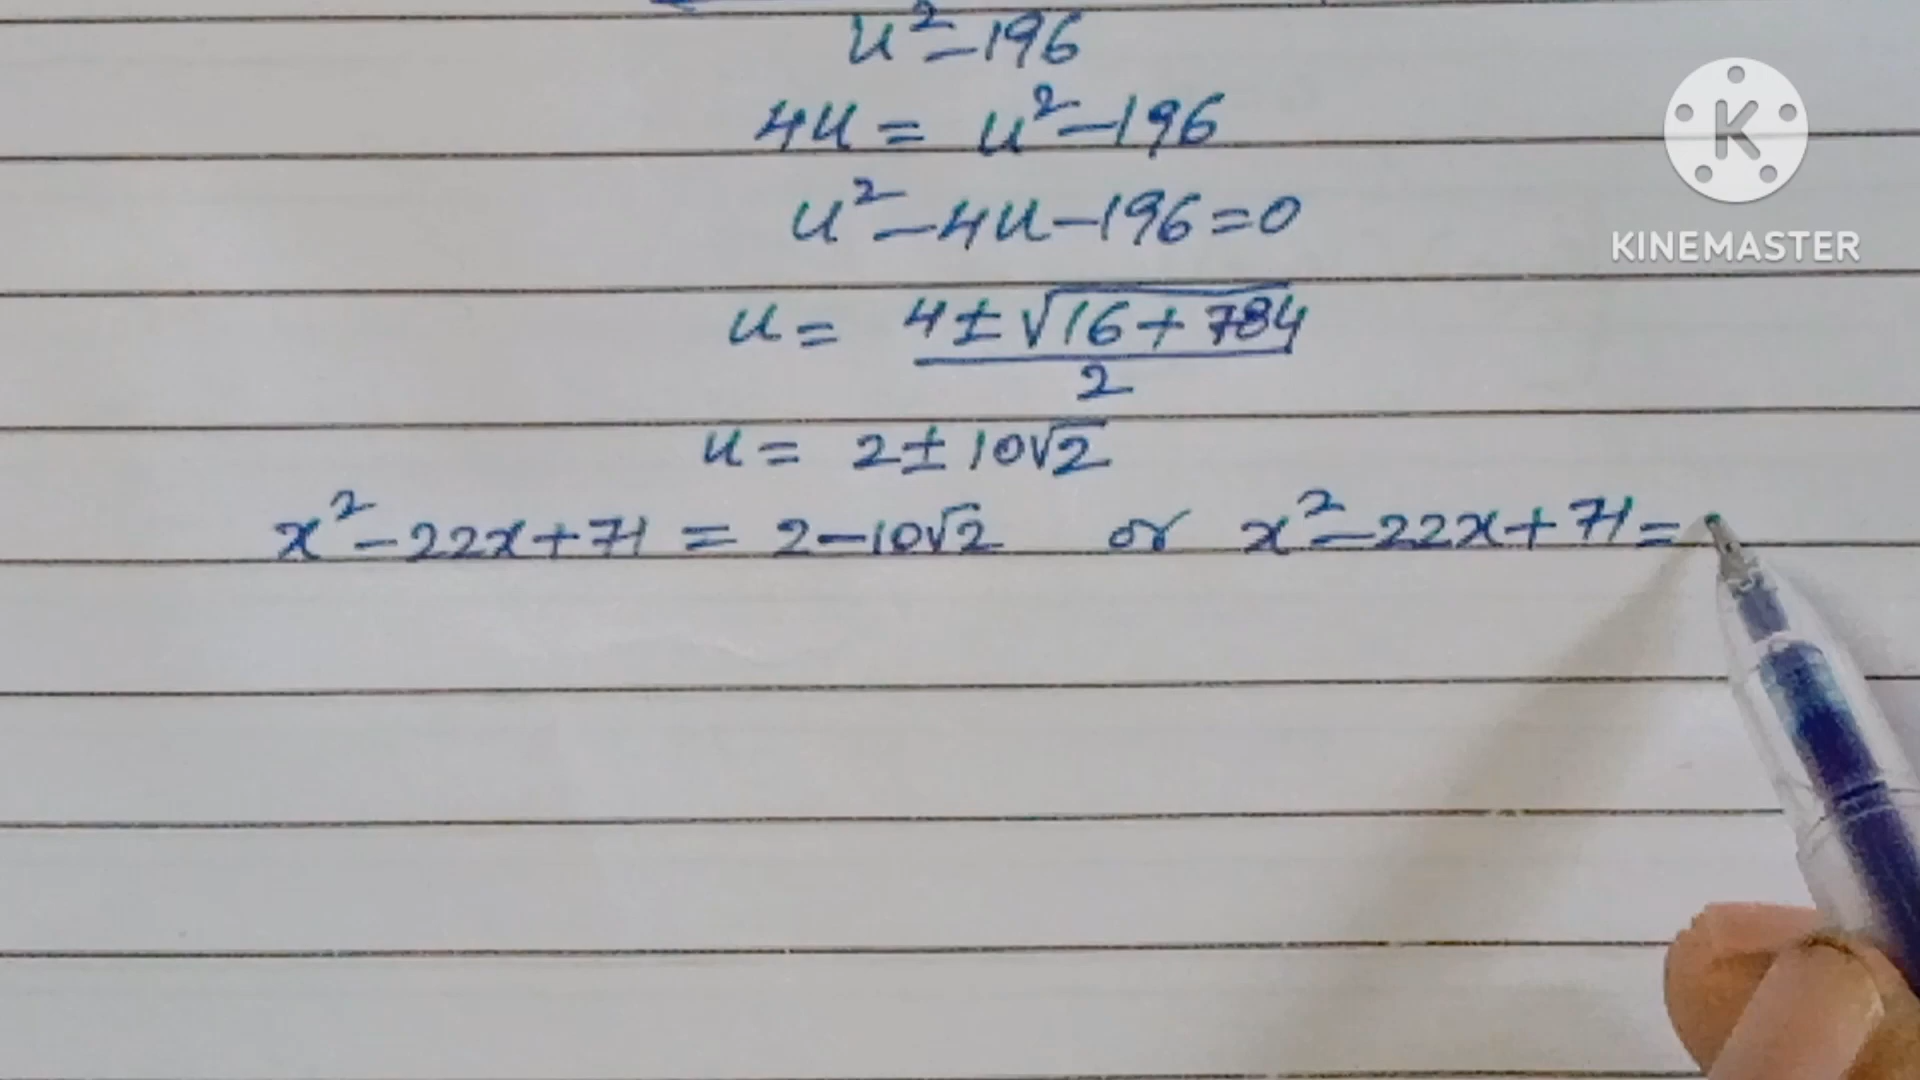 u²-196
4u = u²-196
u²-4u-196=0
u = 4±√16+784
2
u = 2±10√2
x²-22x+71 = 2-10√2 or x²-22x+71=
K
KINEMASTER